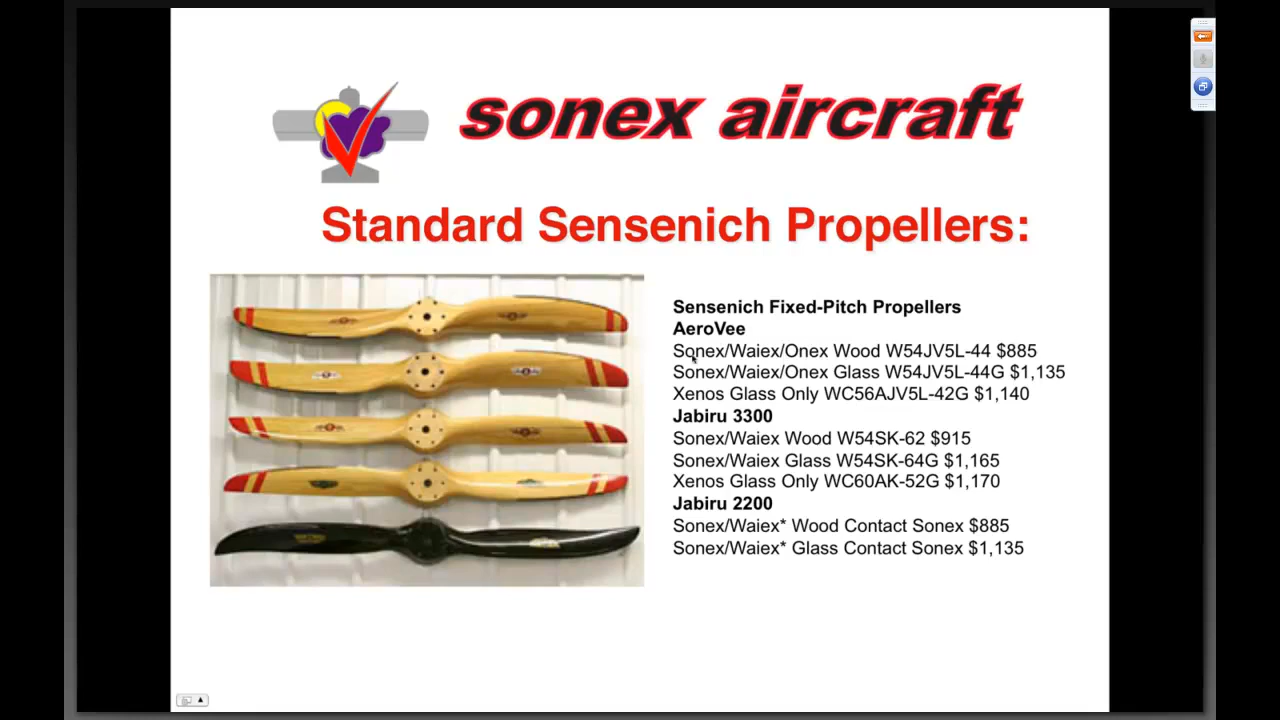 sonex aircraft
Standard Sensenich Propellers:
Sensenich Fixed-Pitch Propellers
AeroVee
Sonex/Waiex/Onex Wood W54JV5L-44 $885
Sonex/Waiex/Onex Glass W54JV5L-44G $1,135
Xenos Glass Only WC56AJV5L-42G $1,140
Jabiru 3300
Sonex/Waiex Wood W54SK-62 $915
Sonex/Waiex Glass W54SK-64G $1,165
Xenos Glass Only WC60AK-52G $1,170
Jabiru 2200
Sonex/Waiex* Wood Contact Sonex $885
Sonex/Waiex* Glass Contact Sonex $1,135